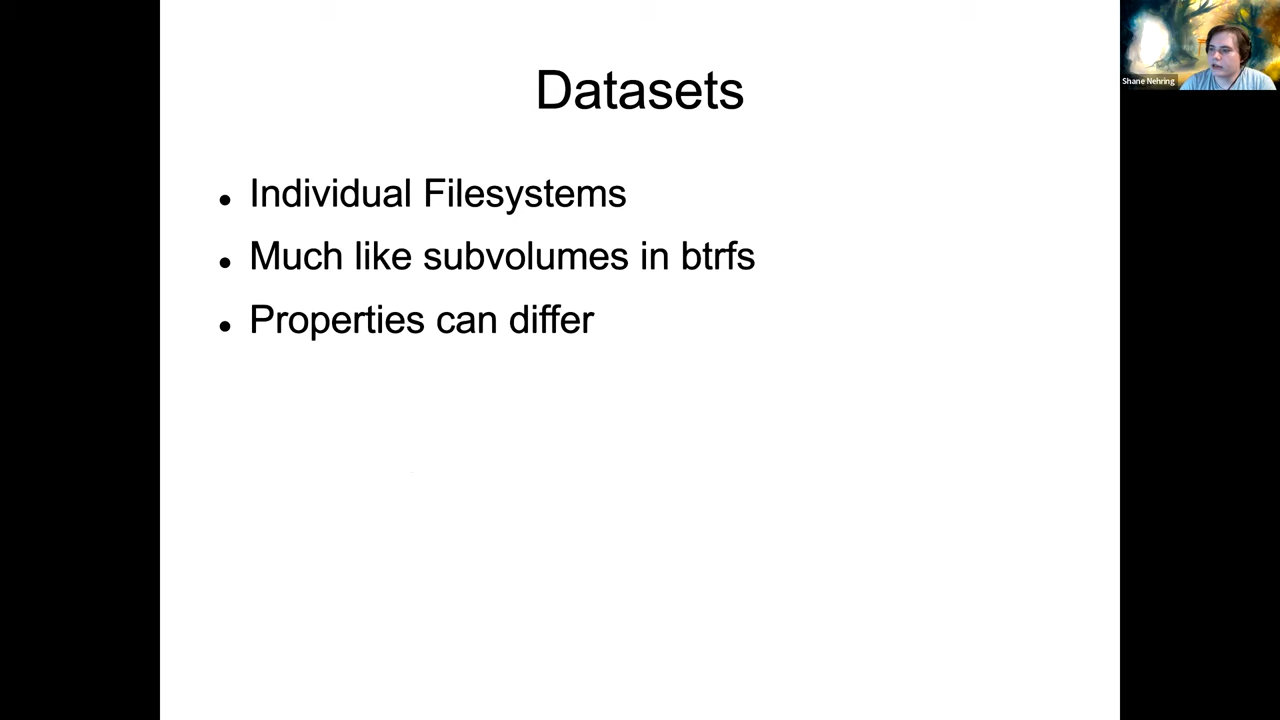 Datasets
● Individual Filesystems
● Much like subvolumes in btrfs
● Properties can differ
Shane Nehring